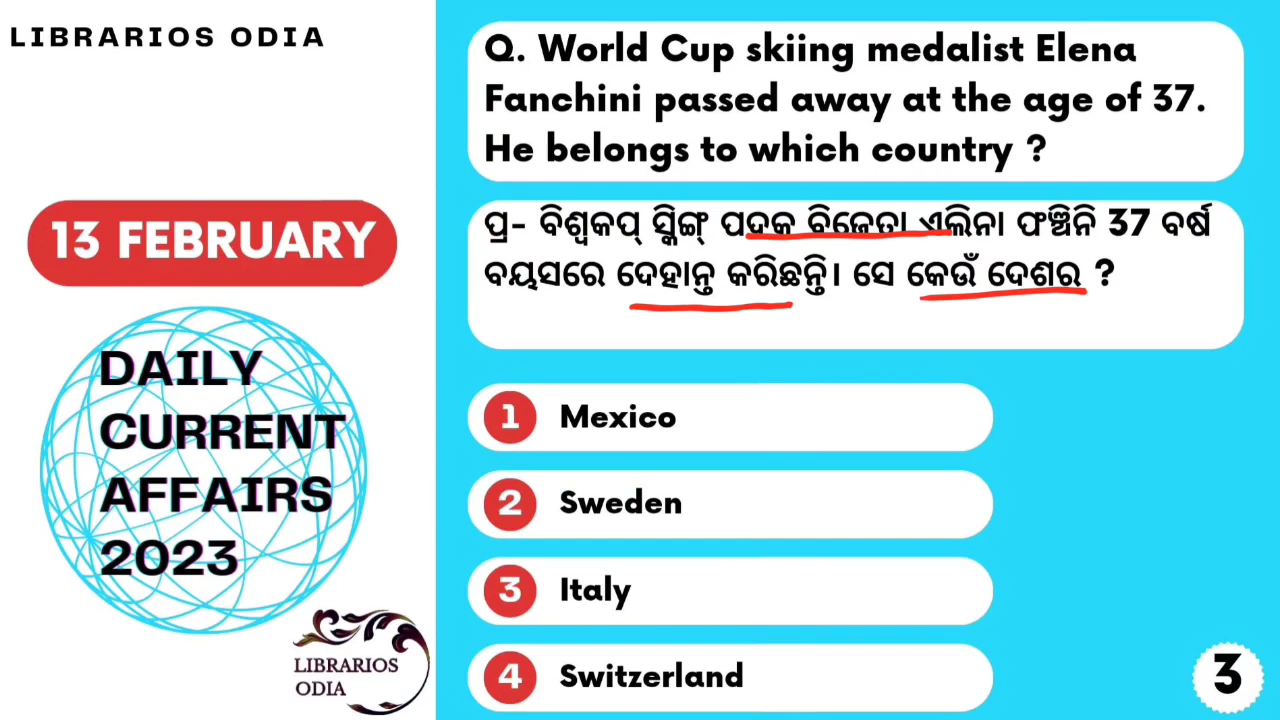 LIBRARIOS ODIA
13 FEBRUARY
DAILY
CURRENT
AFFAIRS
2023
LIBRARIOS
ODIA
Q. World Cup skiing medalist Elena
Fanchini passed away at the age of 37.
He belongs to which country ?
ପ୍ର- ବିଶ୍ୱକପ୍ ସ୍କିଙ୍ଗ୍ ପଦକ ବିଜେତା ଏଲିନା ଫଞ୍ଚିନି 37 ବର୍ଷ
ବୟସରେ ଦେହାନ୍ତ କରିଛନ୍ତି। ସେ କେଉଁ ଦେଶର ?
1 Mexico
2 Sweden
3 Italy
4 Switzerland
3